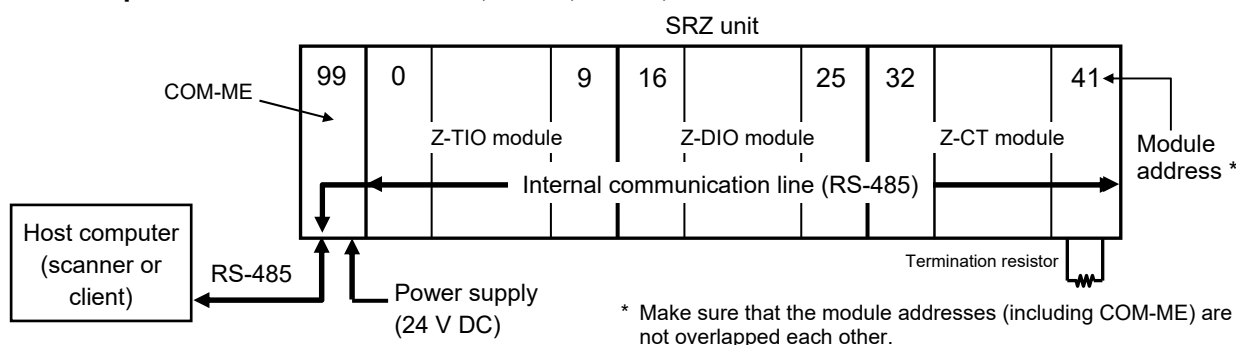 SRZ unit
99 0 9 16 25 32 41
COM-ME
Z-TIO module Z-DIO module Z-CT module
Module
address *
Internal communication line (RS-485)
Host computer
(scanner or
client)
RS-485
Termination resistor
Power supply
(24 V DC)
* Make sure that the module addresses (including COM-ME) are
not overlapped each other.